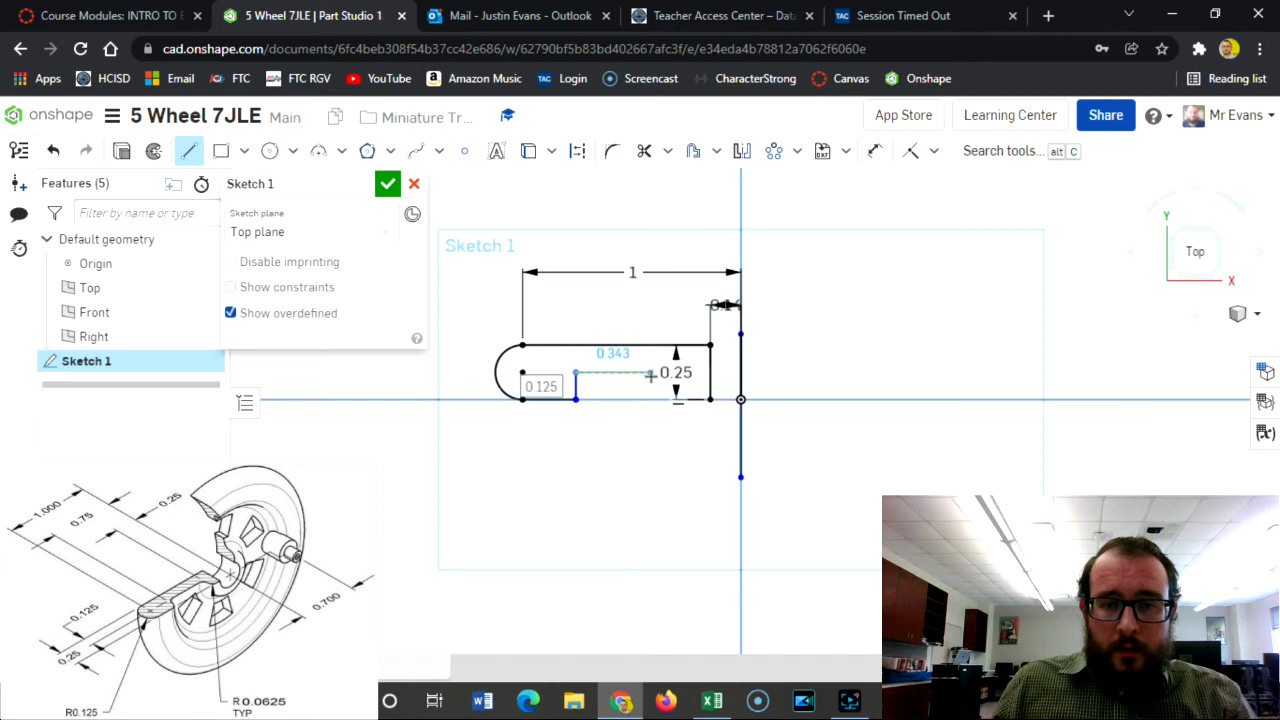 Course Modules: INTRO TO E
5 Wheel 7JLE | Part Studio 1
Mail - Justin Evans - Outlook
Teacher Access Center – Data
Session Timed Out
cad.onshape.com/documents/6fc4beb308f54b37cc42e686/w/62790bf5b83bd402667afc3f/e/e34eda4b78812a7062f6060e
Apps
HCISD
Email
FTC
FTC RGV
YouTube
Amazon Music
TAC
Login
Screencast
CharacterStrong
Canvas
Onshape
Reading list
onshape
5 Wheel 7JLE
Main
Miniature Tr...
App Store
Learning Center
Share
Mr Evans
Search tools...
alt C
Features (5)
Sketch 1
Filter by name or type
Sketch plane
Top plane
Default geometry
Disable imprinting
Origin
Show constraints
Top
Front
Show overdefined
Right
Sketch 1
Sketch 1
1
0.343
0.25
0.125
Y
Top
X
1.000
0.75
0.25
0.125
0.25
0.700
R0.125
R0.0625
TYP